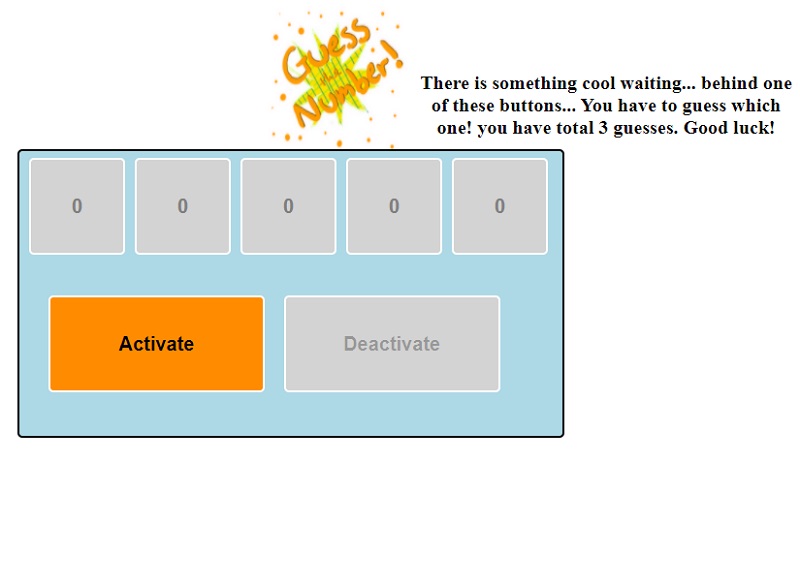 Guess
Number!
There is something cool waiting... behind one
of these buttons... You have to guess which
one! you have total 3 guesses. Good luck!
0 0 0 0 0
Activate Deactivate